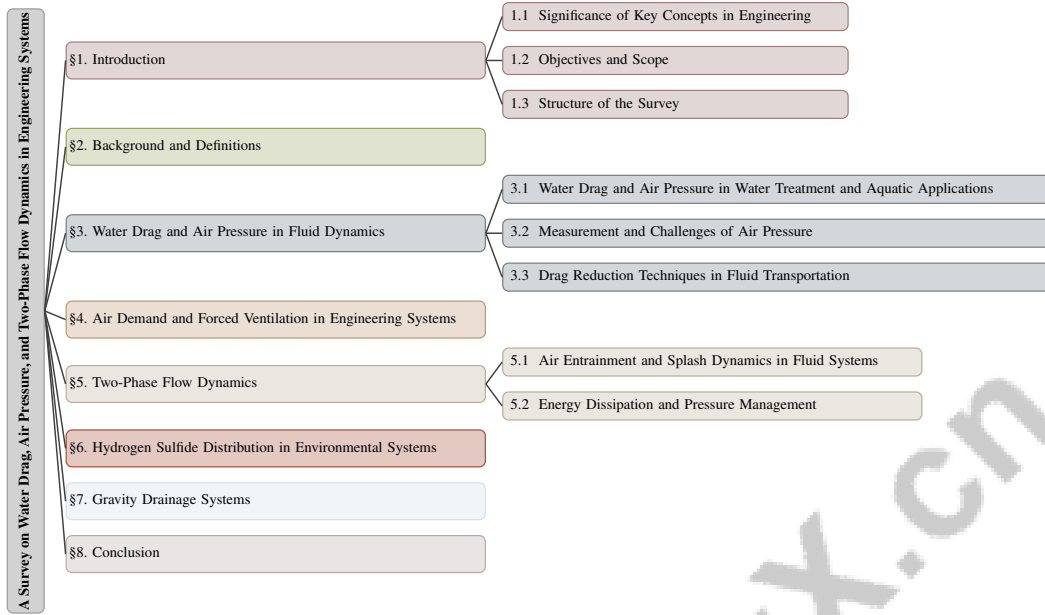 A Survey on Water Drag, Air Pressure, and Two-Phase Flow Dynamics in Engineering Systems
§1. Introduction
1.1 Significance of Key Concepts in Engineering
1.2 Objectives and Scope
1.3 Structure of the Survey
§2. Background and Definitions
§3. Water Drag and Air Pressure in Fluid Dynamics
3.1 Water Drag and Air Pressure in Water Treatment and Aquatic Applications
3.2 Measurement and Challenges of Air Pressure
3.3 Drag Reduction Techniques in Fluid Transportation
§4. Air Demand and Forced Ventilation in Engineering Systems
§5. Two-Phase Flow Dynamics
5.1 Air Entrainment and Splash Dynamics in Fluid Systems
5.2 Energy Dissipation and Pressure Management
§6. Hydrogen Sulfide Distribution in Environmental Systems
§7. Gravity Drainage Systems
§8. Conclusion
x.cn